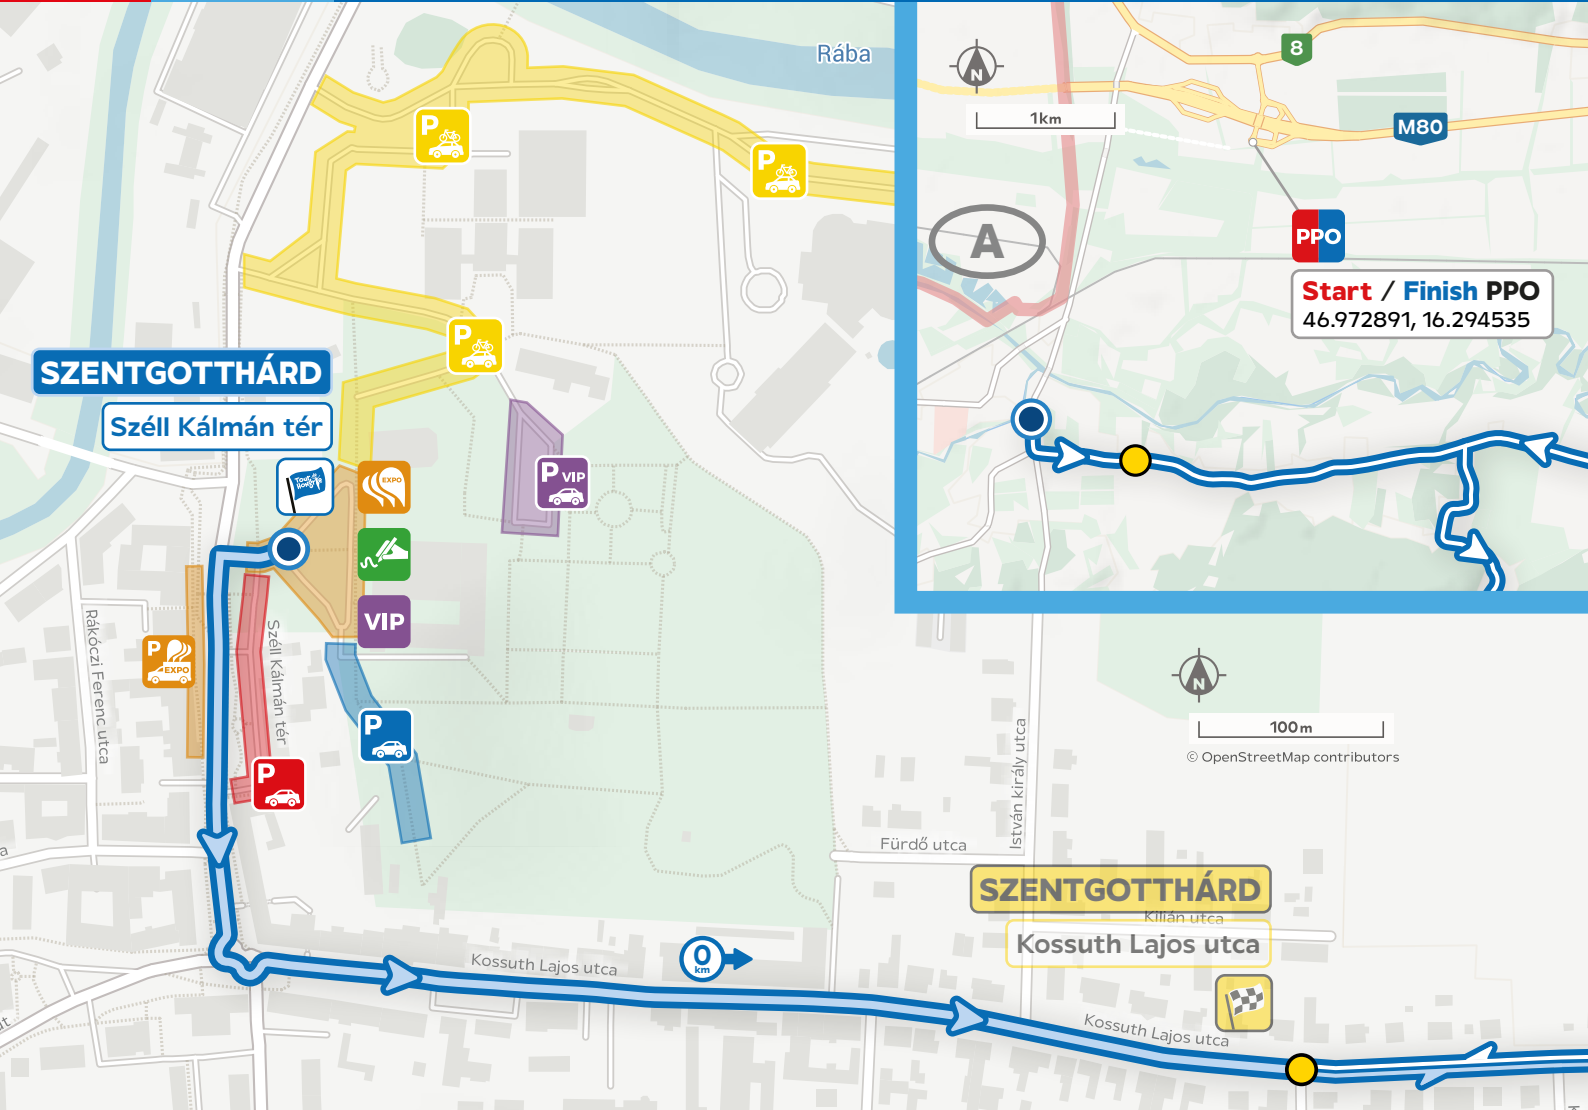 Rába
8
N
1km
M80
P
P
A
PPO
Start / Finish PPO
46.972891, 16.294535
P
SZENTGOTTHÁRD
Széll Kálmán tér
EXPO
P VIP
VIP
P
EXPO
Rákóczi Ferenc utca
Széll Kálmán tér
P
P
N
100m
© OpenStreetMap contributors
István király utca
Fürdő utca
SZENTGOTTHÁRD
Kilián utca
Kossuth Lajos utca
0
km
Kossuth Lajos utca
Kossuth Lajos utca